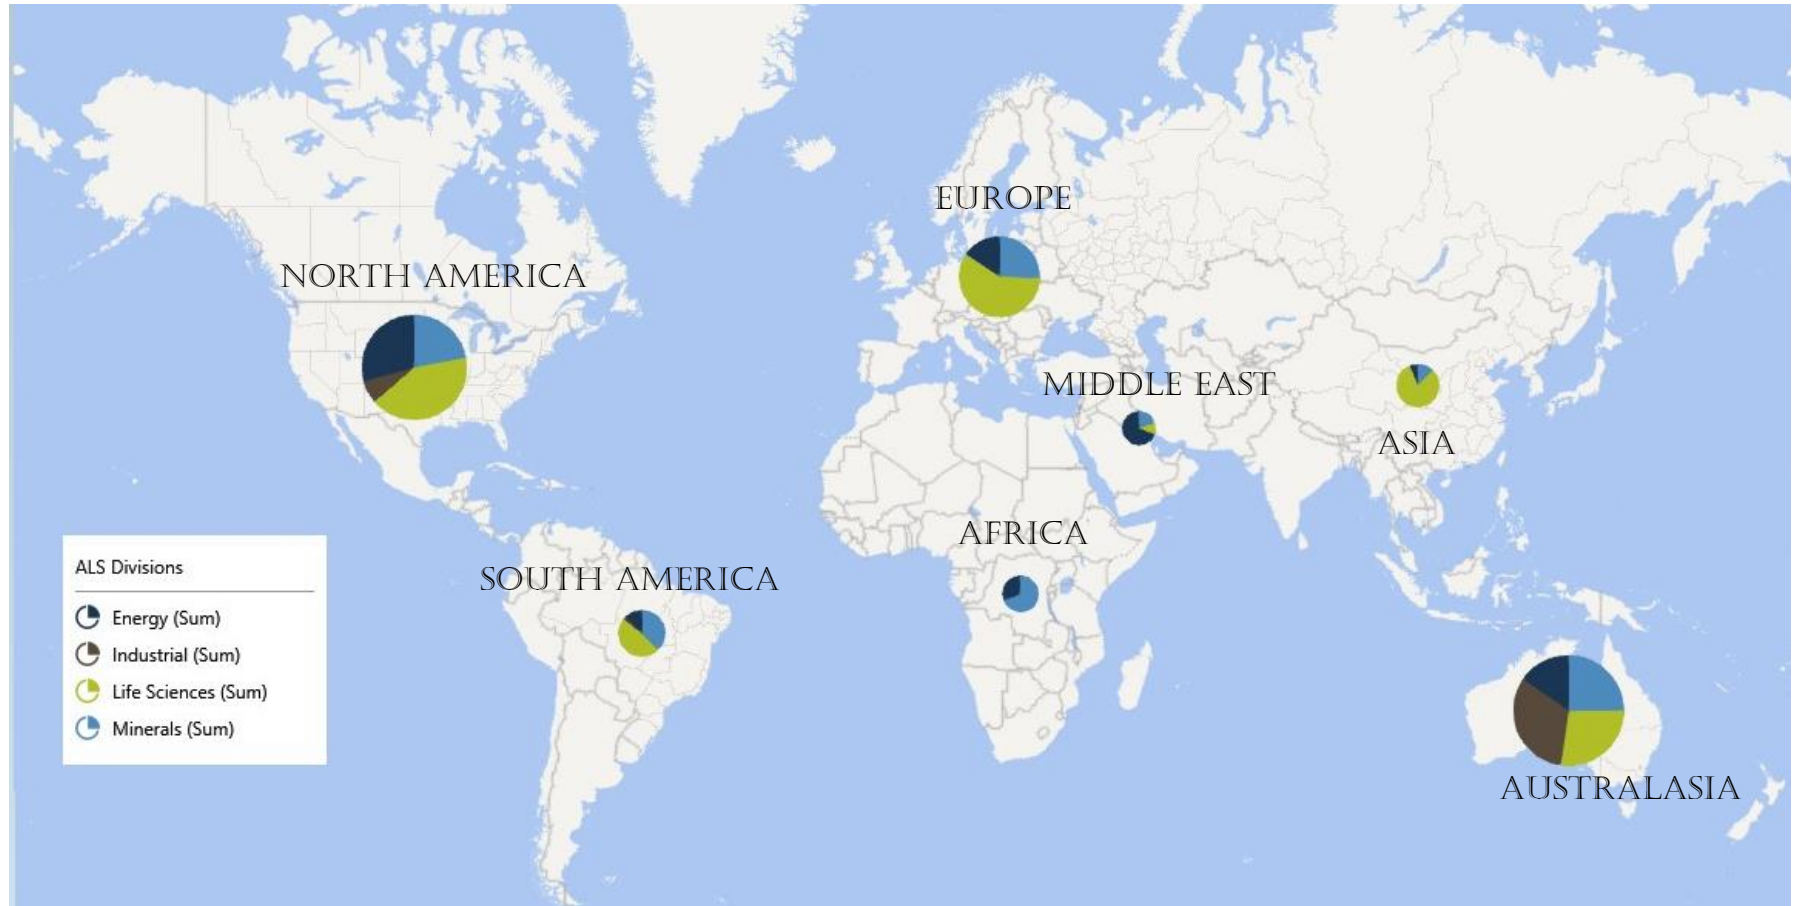 EUROPE
NORTH AMERICA
MIDDLE EAST
ASIA
AFRICA
SOUTH AMERICA
ALS Divisions
Energy (Sum)
Industrial (Sum)
Life Sciences (Sum)
Minerals (Sum)
AUSTRALASIA